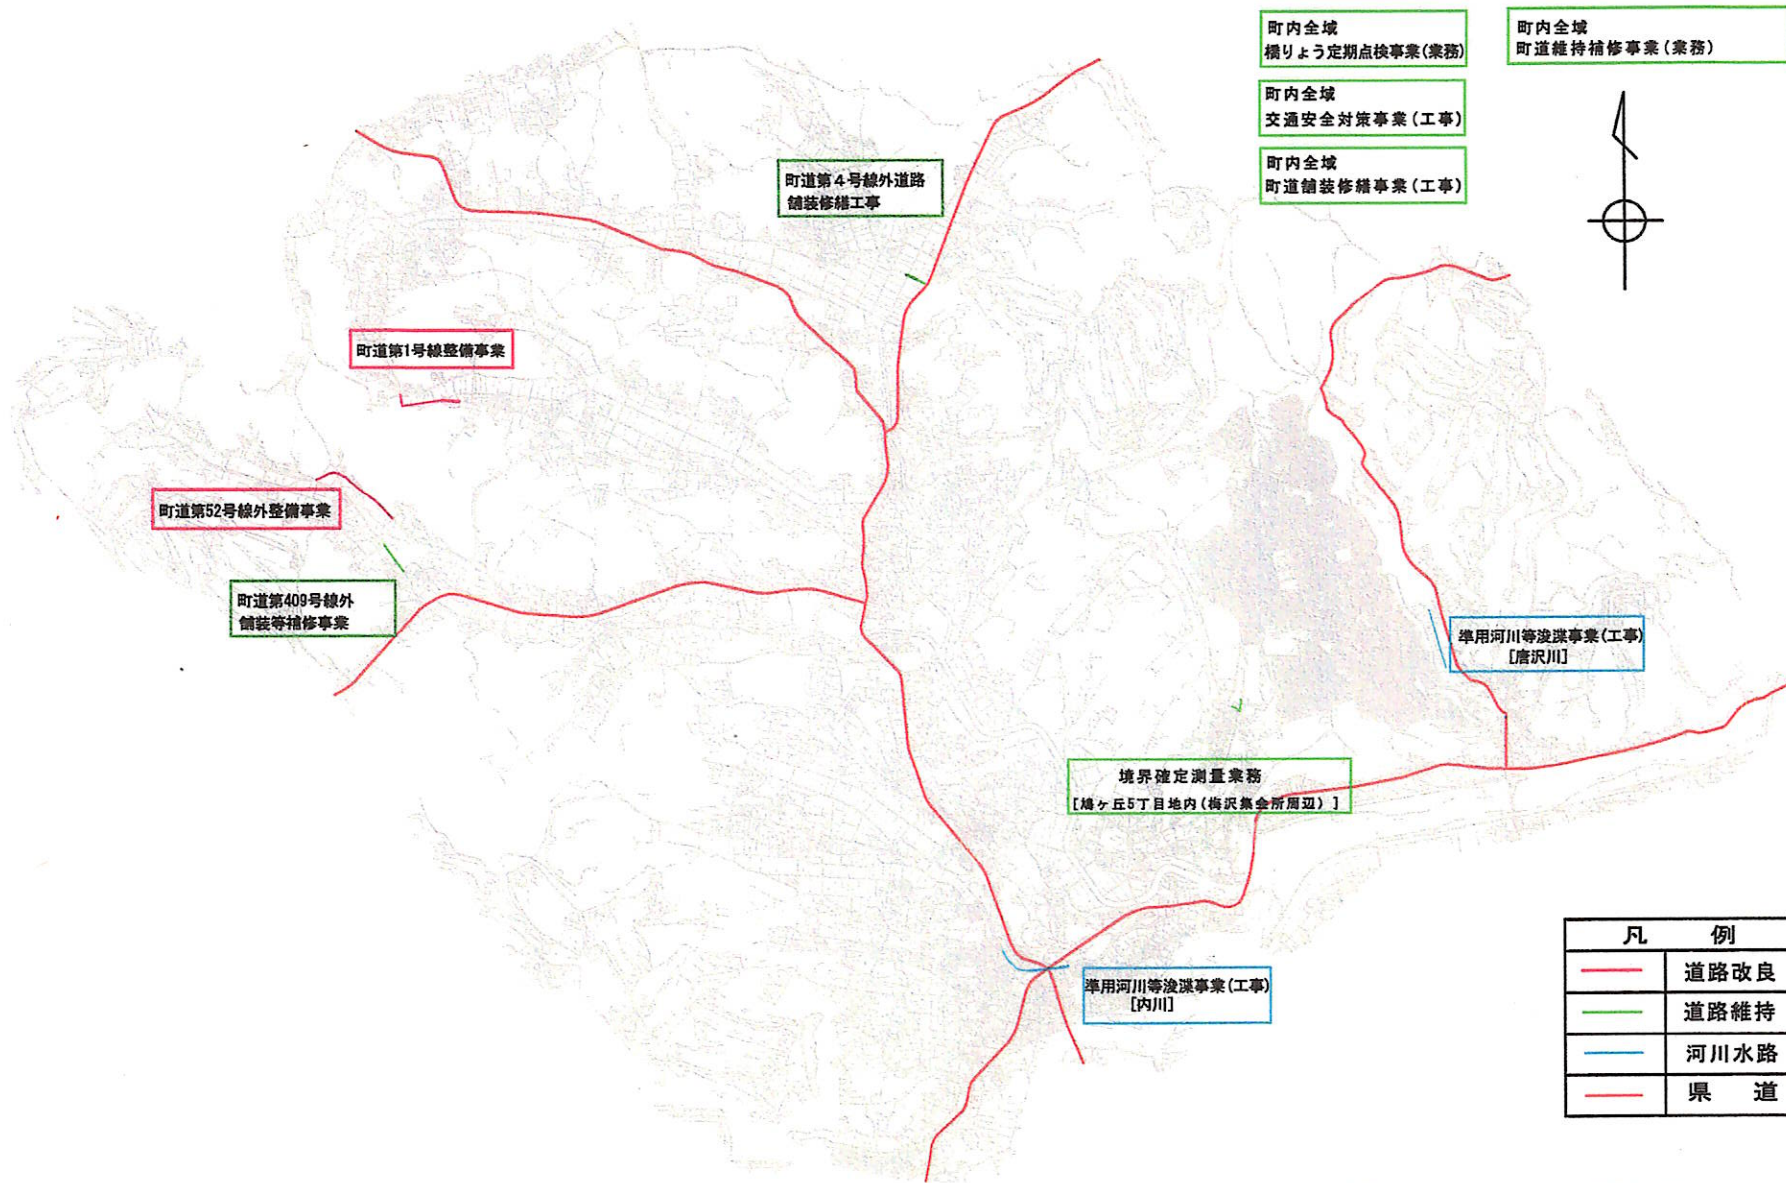 町内全域
橋りょう定期点検事業(業務)
町内全域
町道維持補修事業(業務)
町内全域
交通安全対策事業(工事)
町内全域
町道舗装修繕事業(工事)
町道第4号線外道路
舗装修繕工事
町道第1号線整備事業
町道第52号線外整備事業
町道第409号線外
舗装等補修事業
準用河川等浚渫事業(工事)
[唐沢川]
境界確定測量業務
[鳩ヶ丘5丁目地内(梅沢集会所周辺)]
準用河川等浚渫事業(工事)
[内川]
凡 例
道路改良
道路維持
河川水路
県 道